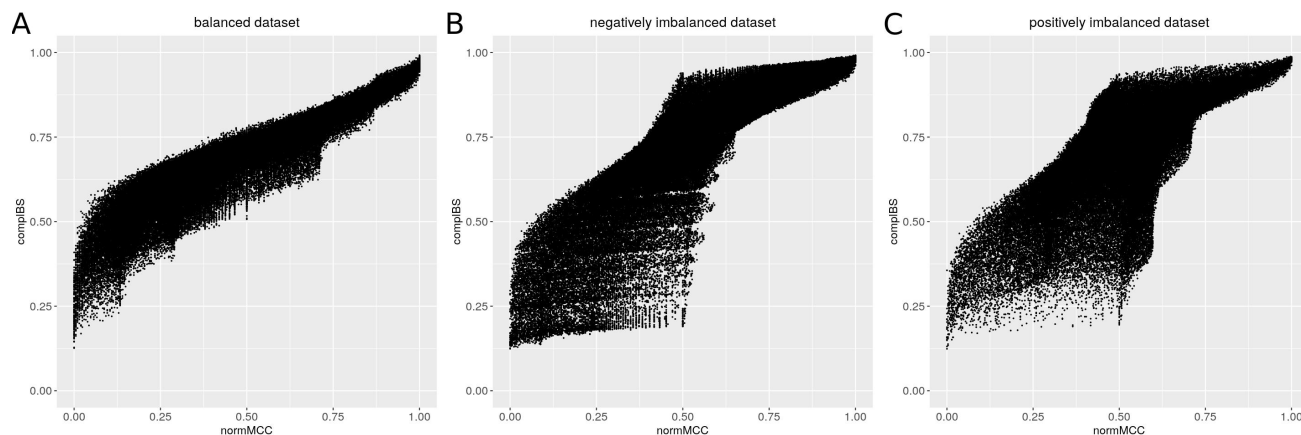 A
balanced dataset
1.00
0.75
0.50
0.25
0.00
complBS
0.00 0.25 0.50 0.75 1.00
normMCC
B
negatively imbalanced dataset
1.00
0.75
0.50
0.25
0.00
complBS
0.00 0.25 0.50 0.75 1.00
normMCC
C
positively imbalanced dataset
1.00
0.75
0.50
0.25
0.00
complBS
0.00 0.25 0.50 0.75 1.00
normMCC